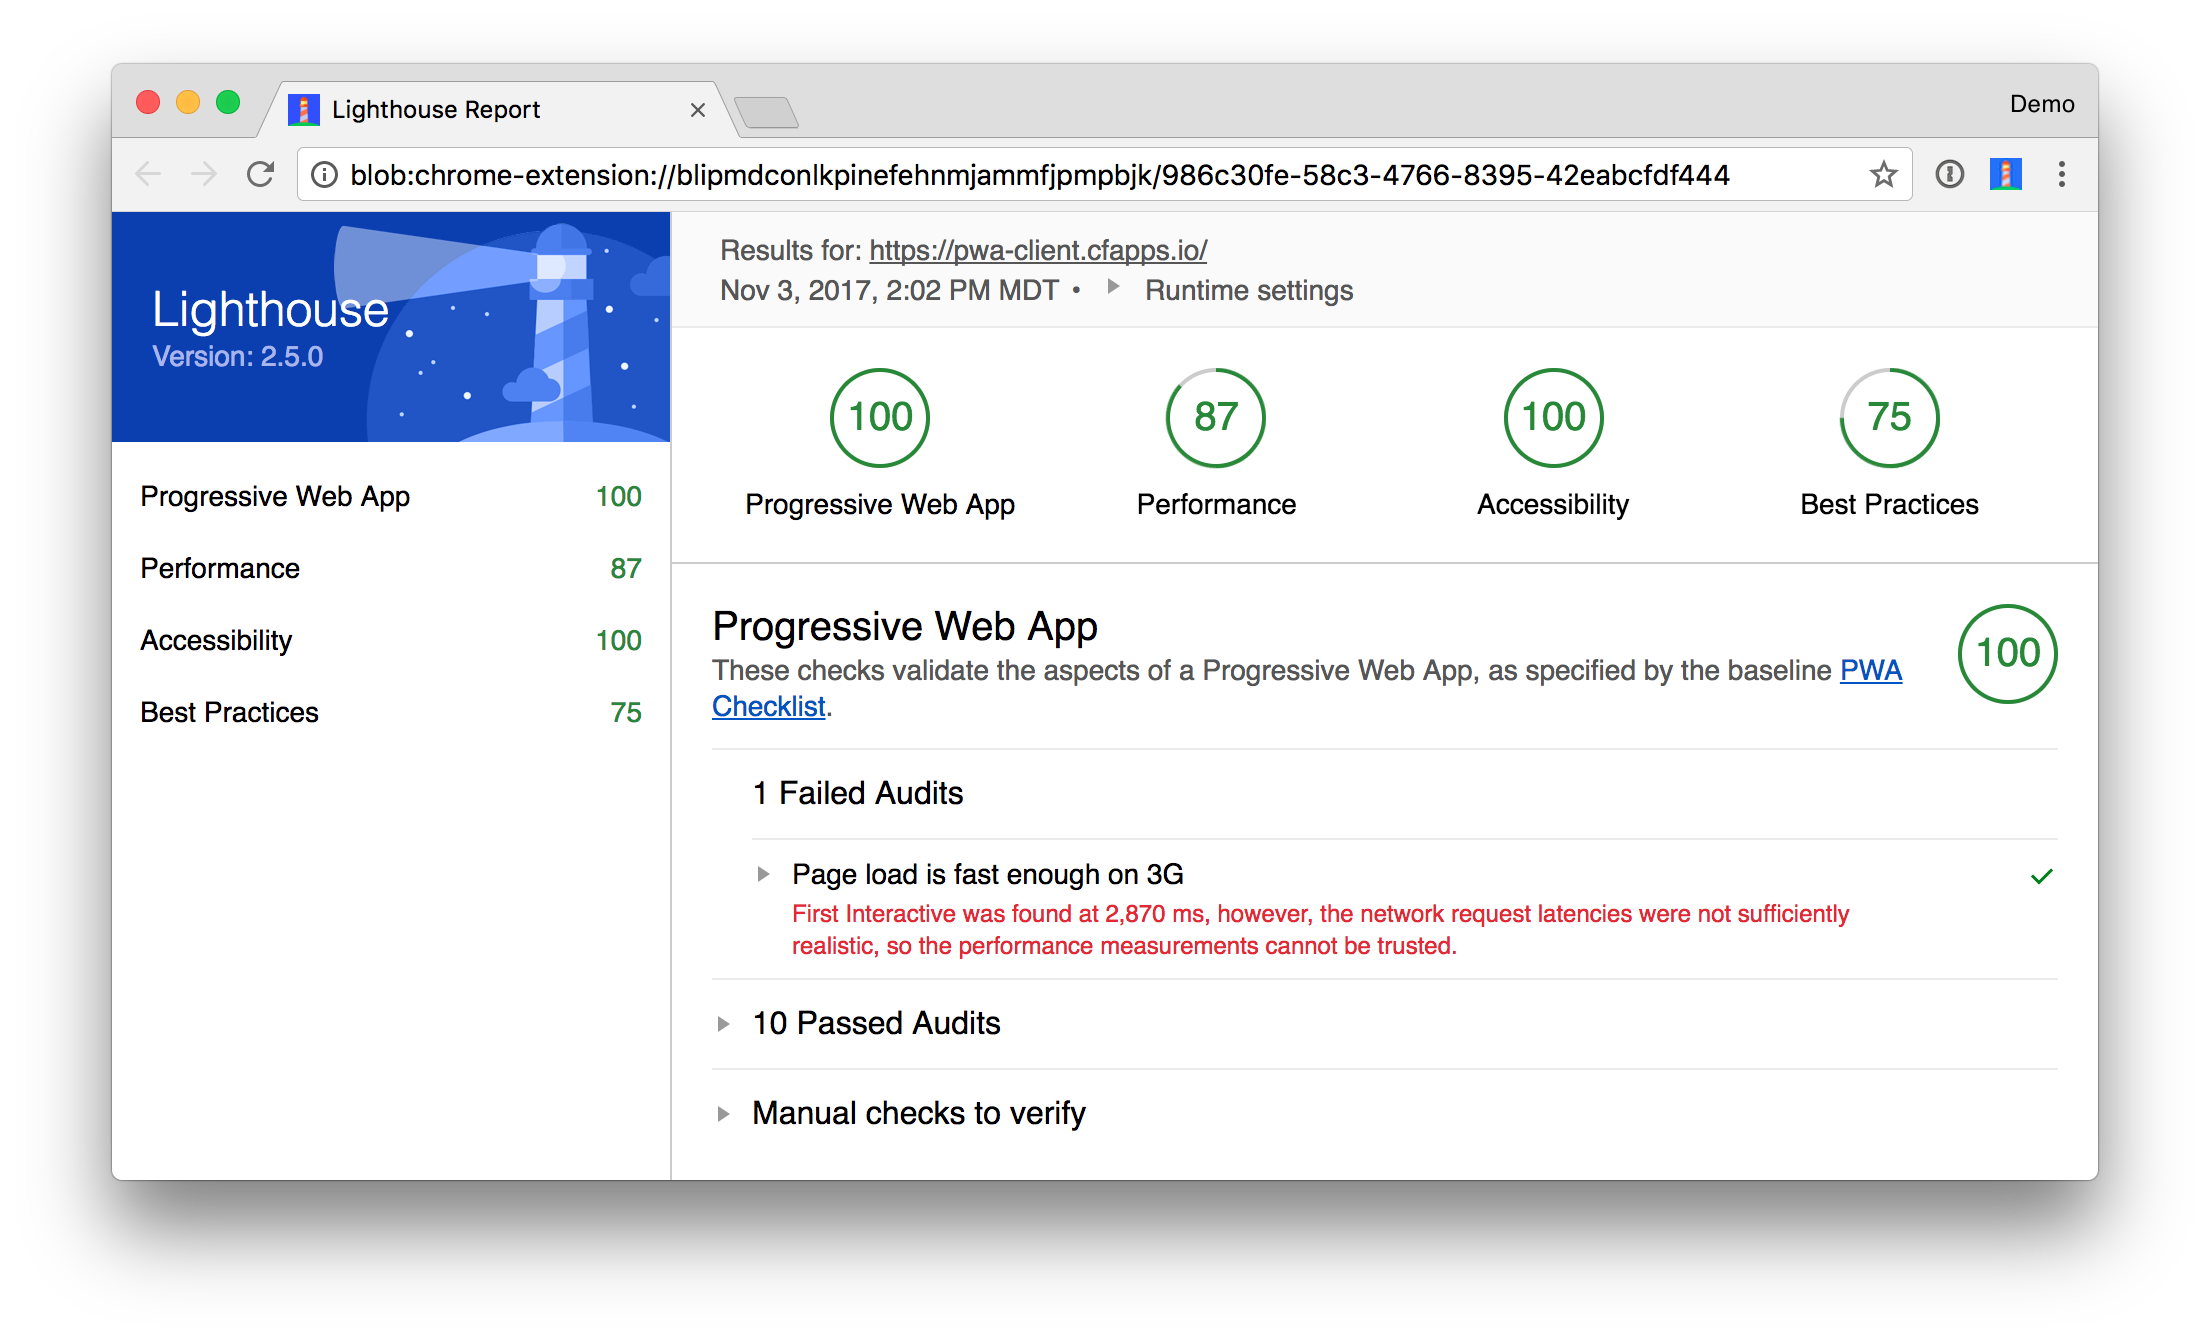 Lighthouse Report
Demo
blob:chrome-extension://blipmdconlkpinefehnmjammfjpmpbjk/986c30fe-58c3-4766-8395-42eabcfdf444
Lighthouse
Version: 2.5.0
Progressive Web App 100
Performance 87
Accessibility 100
Best Practices 75
Results for: https://pwa-client.cfapps.io/
Nov 3, 2017, 2:02 PM MDT • Runtime settings
100 87 100 75
Progressive Web App Performance Accessibility Best Practices
Progressive Web App
100
These checks validate the aspects of a Progressive Web App, as specified by the baseline PWA
Checklist.
1 Failed Audits
Page load is fast enough on 3G
First Interactive was found at 2,870 ms, however, the network request latencies were not sufficiently
realistic, so the performance measurements cannot be trusted.
10 Passed Audits
Manual checks to verify